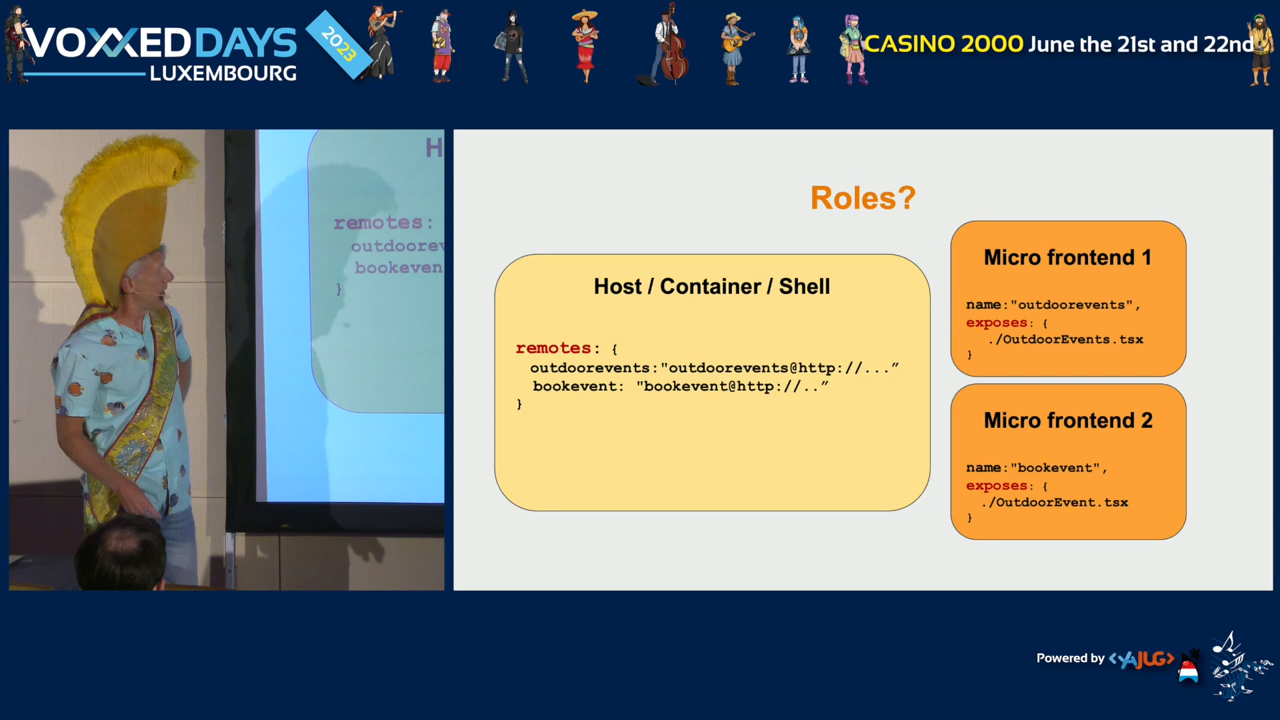 VOXXEDDAYS
LUXEMBOURG
2023
CASINO 2000 June the 21st and 22nd
H
remotes:
outdoorev
bookeven
}
Roles?
Host / Container / Shell
remotes: {
outdoorevents:"outdoorevents@http://...”
bookevent: "bookevent@http://..”
}
Micro frontend 1
name:"outdoorevents",
exposes: {
./OutdoorEvents.tsx
}
Micro frontend 2
name:"bookevent",
exposes: {
./OutdoorEvent.tsx
}
Powered by <YAJUG>